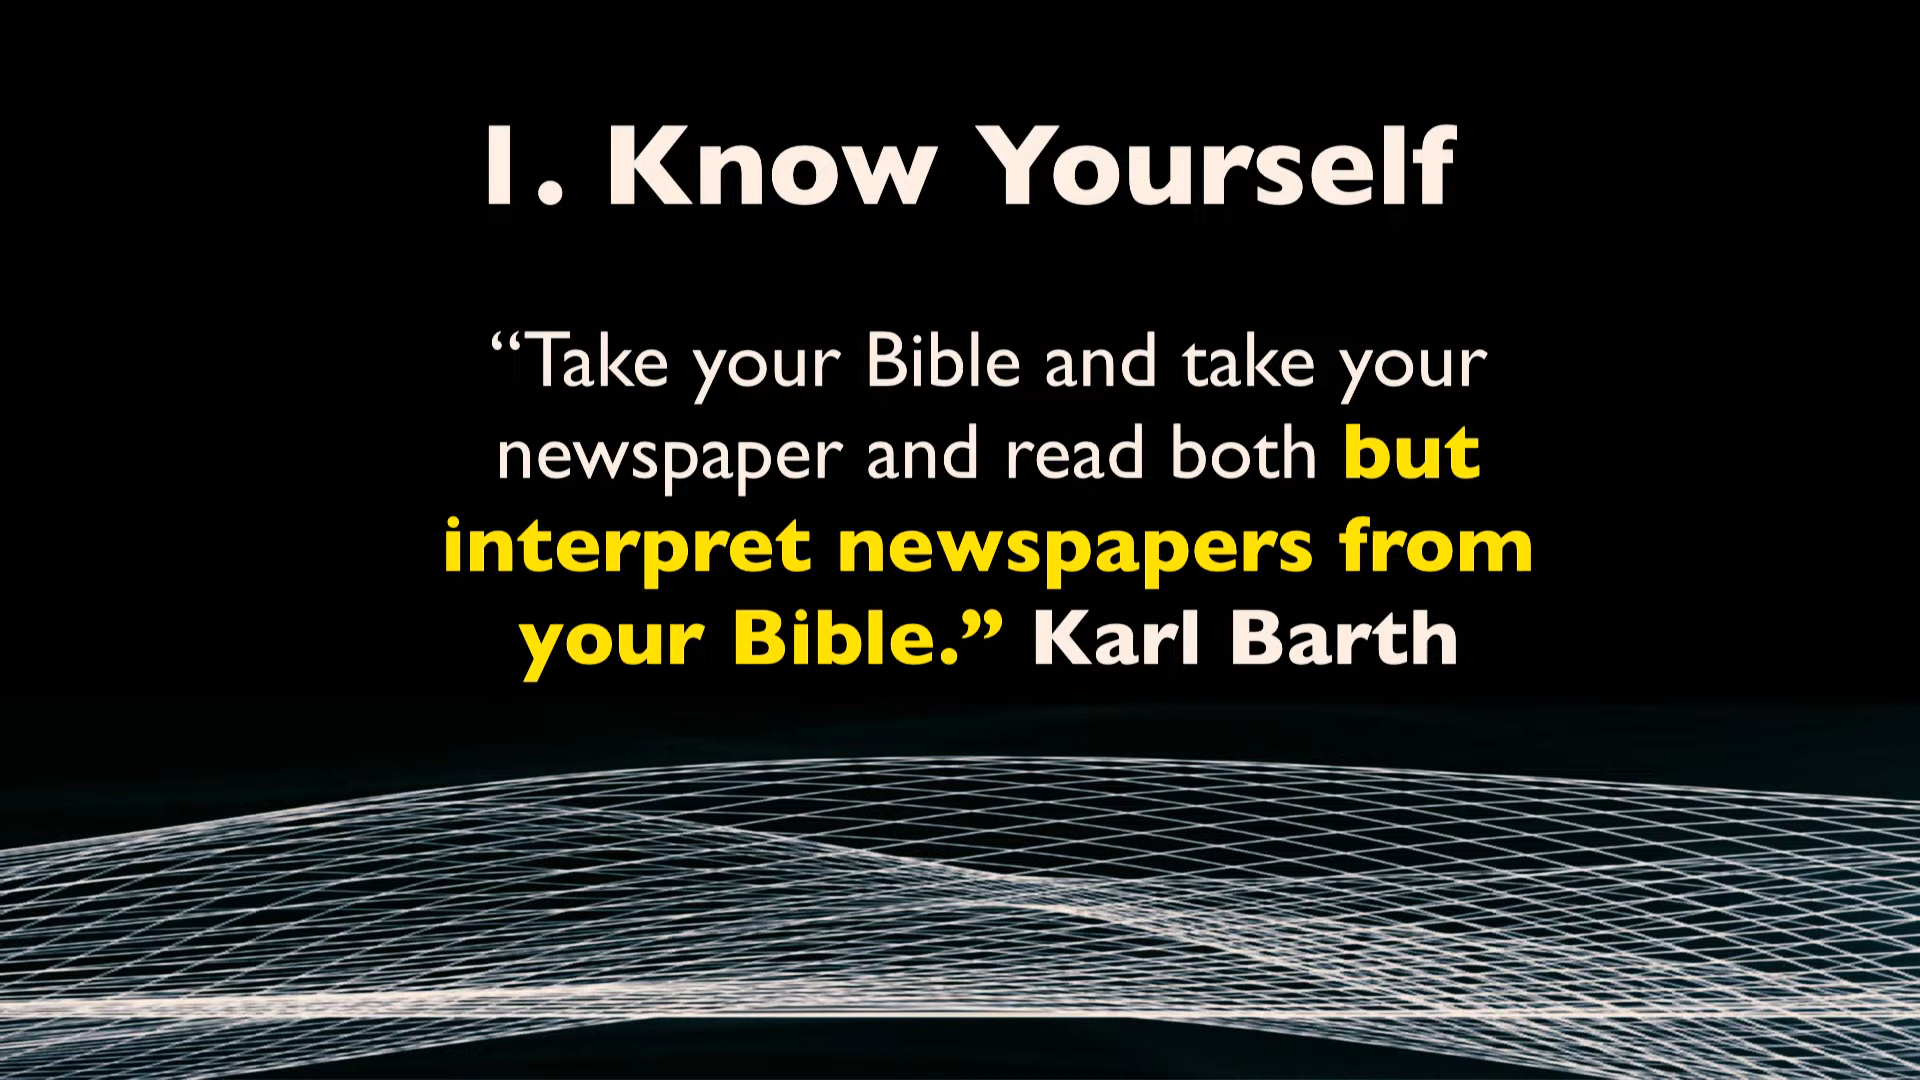 1. Know Yourself
“Take your Bible and take your
newspaper and read both but
interpret newspapers from
your Bible.” Karl Barth